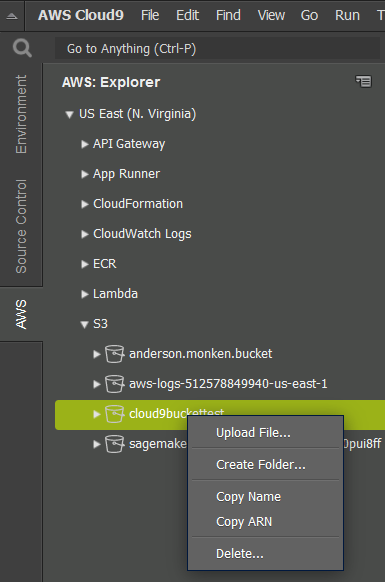 AWS Cloud9 File Edit Find View Go Run T
Go to Anything (Ctrl-P)
Environment
Source Control
AWS
AWS: Explorer
US East (N. Virginia)
API Gateway
App Runner
CloudFormation
CloudWatch Logs
ECR
Lambda
S3
anderson.monken.bucket
aws-logs-512578849940-us-east-1
cloud9buckettest
sagemake 0pui8ff
Upload File...
Create Folder...
Copy Name
Copy ARN
Delete...